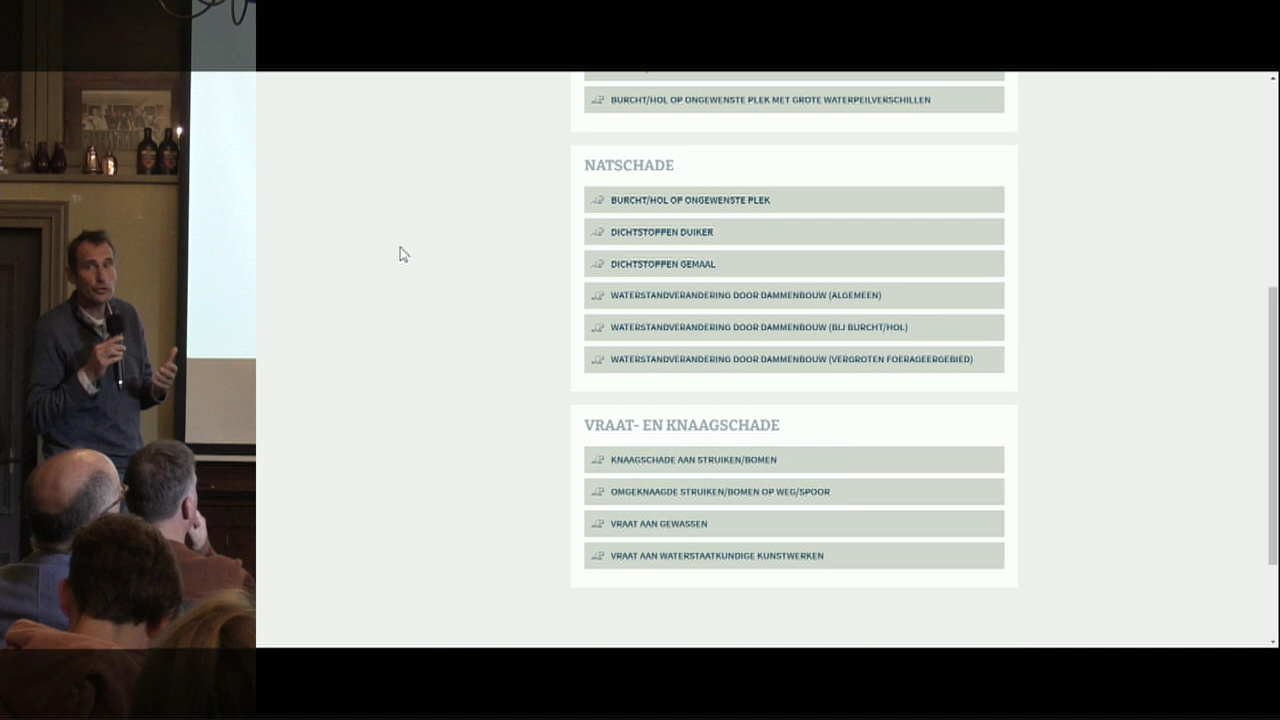 BURCHT/HOL OP ONGEWENSTE PLEK MET GROTE WATERPEILVERSCHILLEN
NATSCHADE
BURCHT/HOL OP ONGEWENSTE PLEK
DICHTSTOPPEN DUIKER
DICHTSTOPPEN GEMAAL
WATERSTANDVERANDERING DOOR DAMMENBOUW (ALGEMEEN)
WATERSTANDVERANDERING DOOR DAMMENBOUW (BIJ BURCHT/HOL)
WATERSTANDVERANDERING DOOR DAMMENBOUW (VERGROTEN FOERAGEERGEBIED)
VRAAT- EN KNAAGSCHADE
KNAAGSCHADE AAN STRUIKEN/BOMEN
OMGEKNAAGDE STRUIKEN/BOMEN OP WEG/SPOOR
VRAAT AAN GEWASSEN
VRAAT AAN WATERSTAATKUNDIGE KUNSTWERKEN